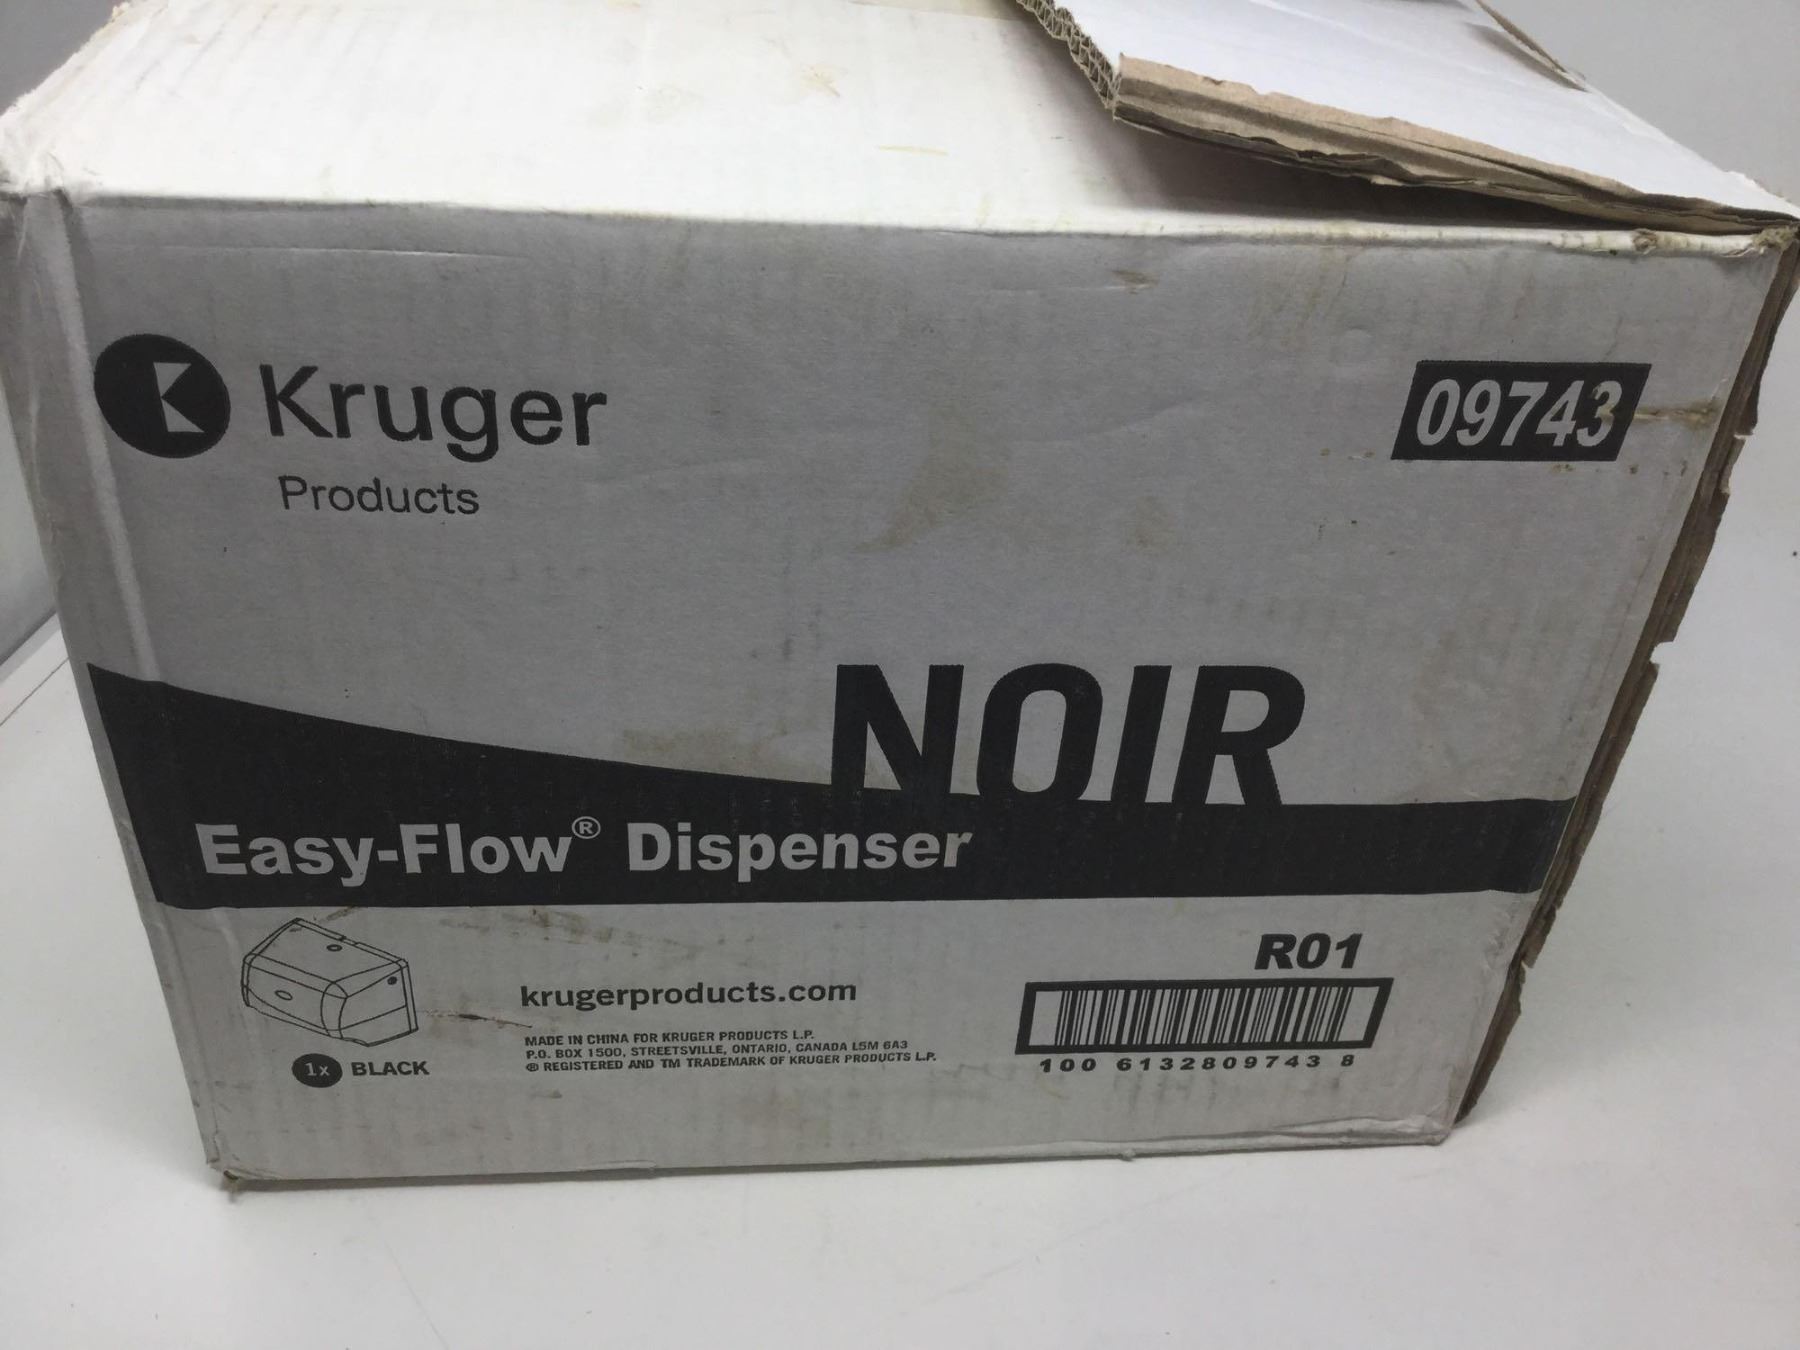 Kruger
Products
09743
NOIR
Easy-Flow® Dispenser
R01
krugerproducts.com
MADE IN CHINA FOR KRUGER PRODUCTS L.P.
P.O. BOX 1500, STREETSVILLE, ONTARIO, CANADA L5M 6A3
® REGISTERED AND TM TRADEMARK OF KRUGER PRODUCTS L.P.
1x BLACK
100 6132809743 8